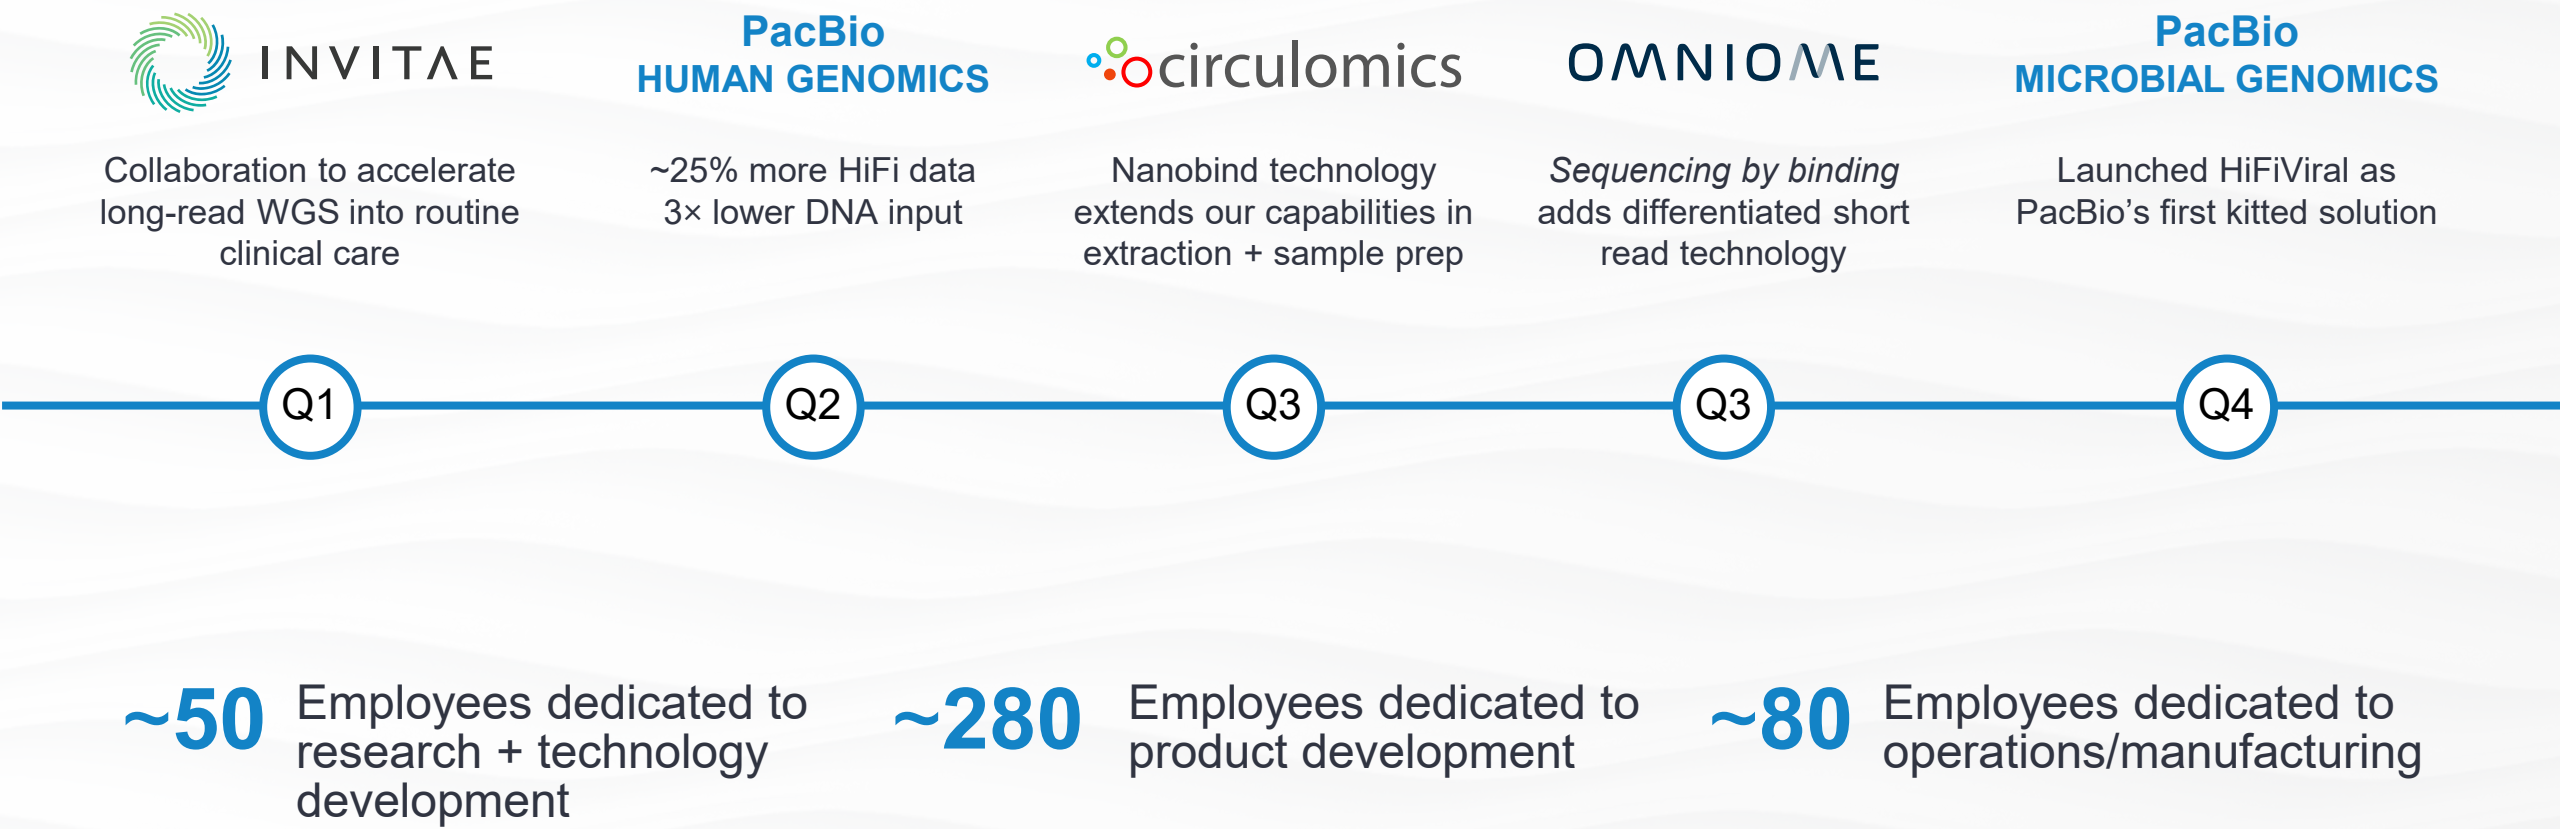 INVITAE
Collaboration to accelerate
long-read WGS into routine
clinical care
PacBio
HUMAN GENOMICS
~25% more HiFi data
3× lower DNA input
circulomics
Nanobind technology
extends our capabilities in
extraction + sample prep
OMNIOME
Sequencing by binding
adds differentiated short
read technology
PacBio
MICROBIAL GENOMICS
Launched HiFiViral as
PacBio’s first kitted solution
Q1
Q2
Q3
Q3
Q4
~50
Employees dedicated to
research + technology
development
~280
Employees dedicated to
product development
~80
Employees dedicated to
operations/manufacturing